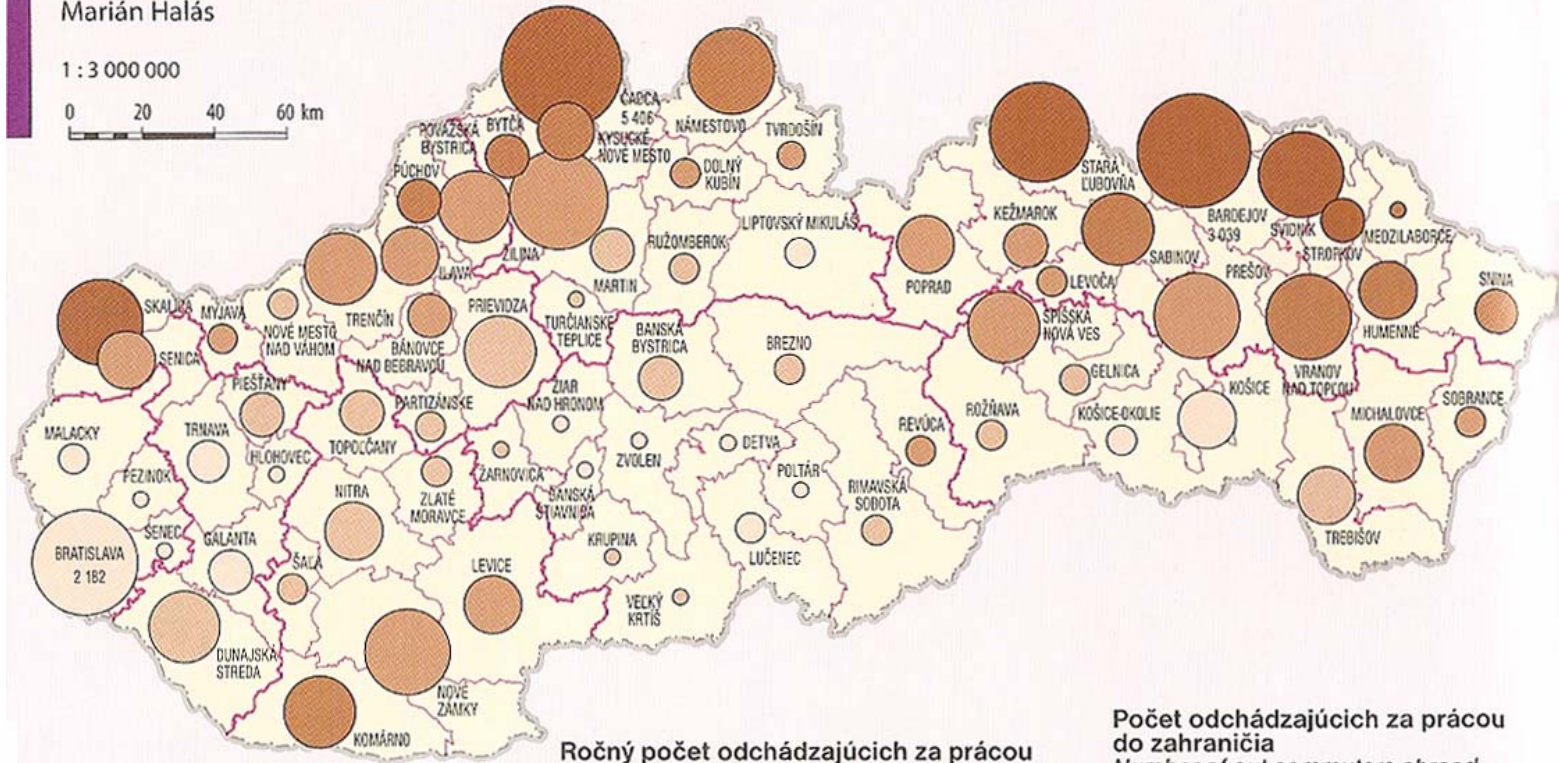 Marián Halás
1 : 3 000 000
0 20 40 60 km
ČADCA
5 406
NÁMESTOVO
TVRDOŠÍN
POVAŽSKÁ
BYSTRICA
BYTČA
KYSUCKÉ
NOVÉ MESTO
DOLNÝ
KUBÍN
PÚCHOV
STARÁ
ĽUBOVŇA
KEŽMAROK
BARDEJOV
3 039
SVIDNÍK
STROPKOV
MEDZILABORCE
LIPTOVSKÝ MIKULÁŠ
RUŽOMBEROK
ŽILINA
ILAVA
MARTIN
POPRAD
LEVOČA
SABINOV
PREŠOV
SNINA
HUMENNÉ
SKALICA
MYJAVA
NOVÉ MESTO
NAD VÁHOM
TRENČÍN
PRIEVIDZA
TURČIANSKE
TEPLICE
BANSKÁ
BYSTRICA
BREZNO
SPIŠSKÁ
NOVÁ VES
SENICA
BÁNOVCE
NAD BEBRAVOU
GELNICA
KOŠICE
VRANOV
NAD TOPĽOU
PIEŠŤANY
ŽIAR
NAD HRONOM
PARTIZÁNSKE
ROŽŇAVA
KOŠICE-OKOLIE
MICHALOVCE
SOBRANCE
MALACKY
TRNAVA
TOPOĽČANY
REVÚCA
HLOHOVEC
ŽARNOVICA
ZVOLEN
DETVA
PEZINOK
NITRA
ZLATÉ
MORAVCE
BANSKÁ
ŠTIAVNICA
POLTÁR
RIMAVSKÁ
SOBOTA
SENEC
GALANTA
ŠAĽA
BRATISLAVA
2 182
KRUPINA
LUČENEC
TREBIŠOV
LEVICE
VEĽKÝ
KRTÍŠ
DUNAJSKÁ
STREDA
NOVÉ
ZÁMKY
KOMÁRNO
Ročný počet odchádzajúcich za prácou
Počet odchádzajúcich za prácou
do zahraničia
Number of out-commuters abroad